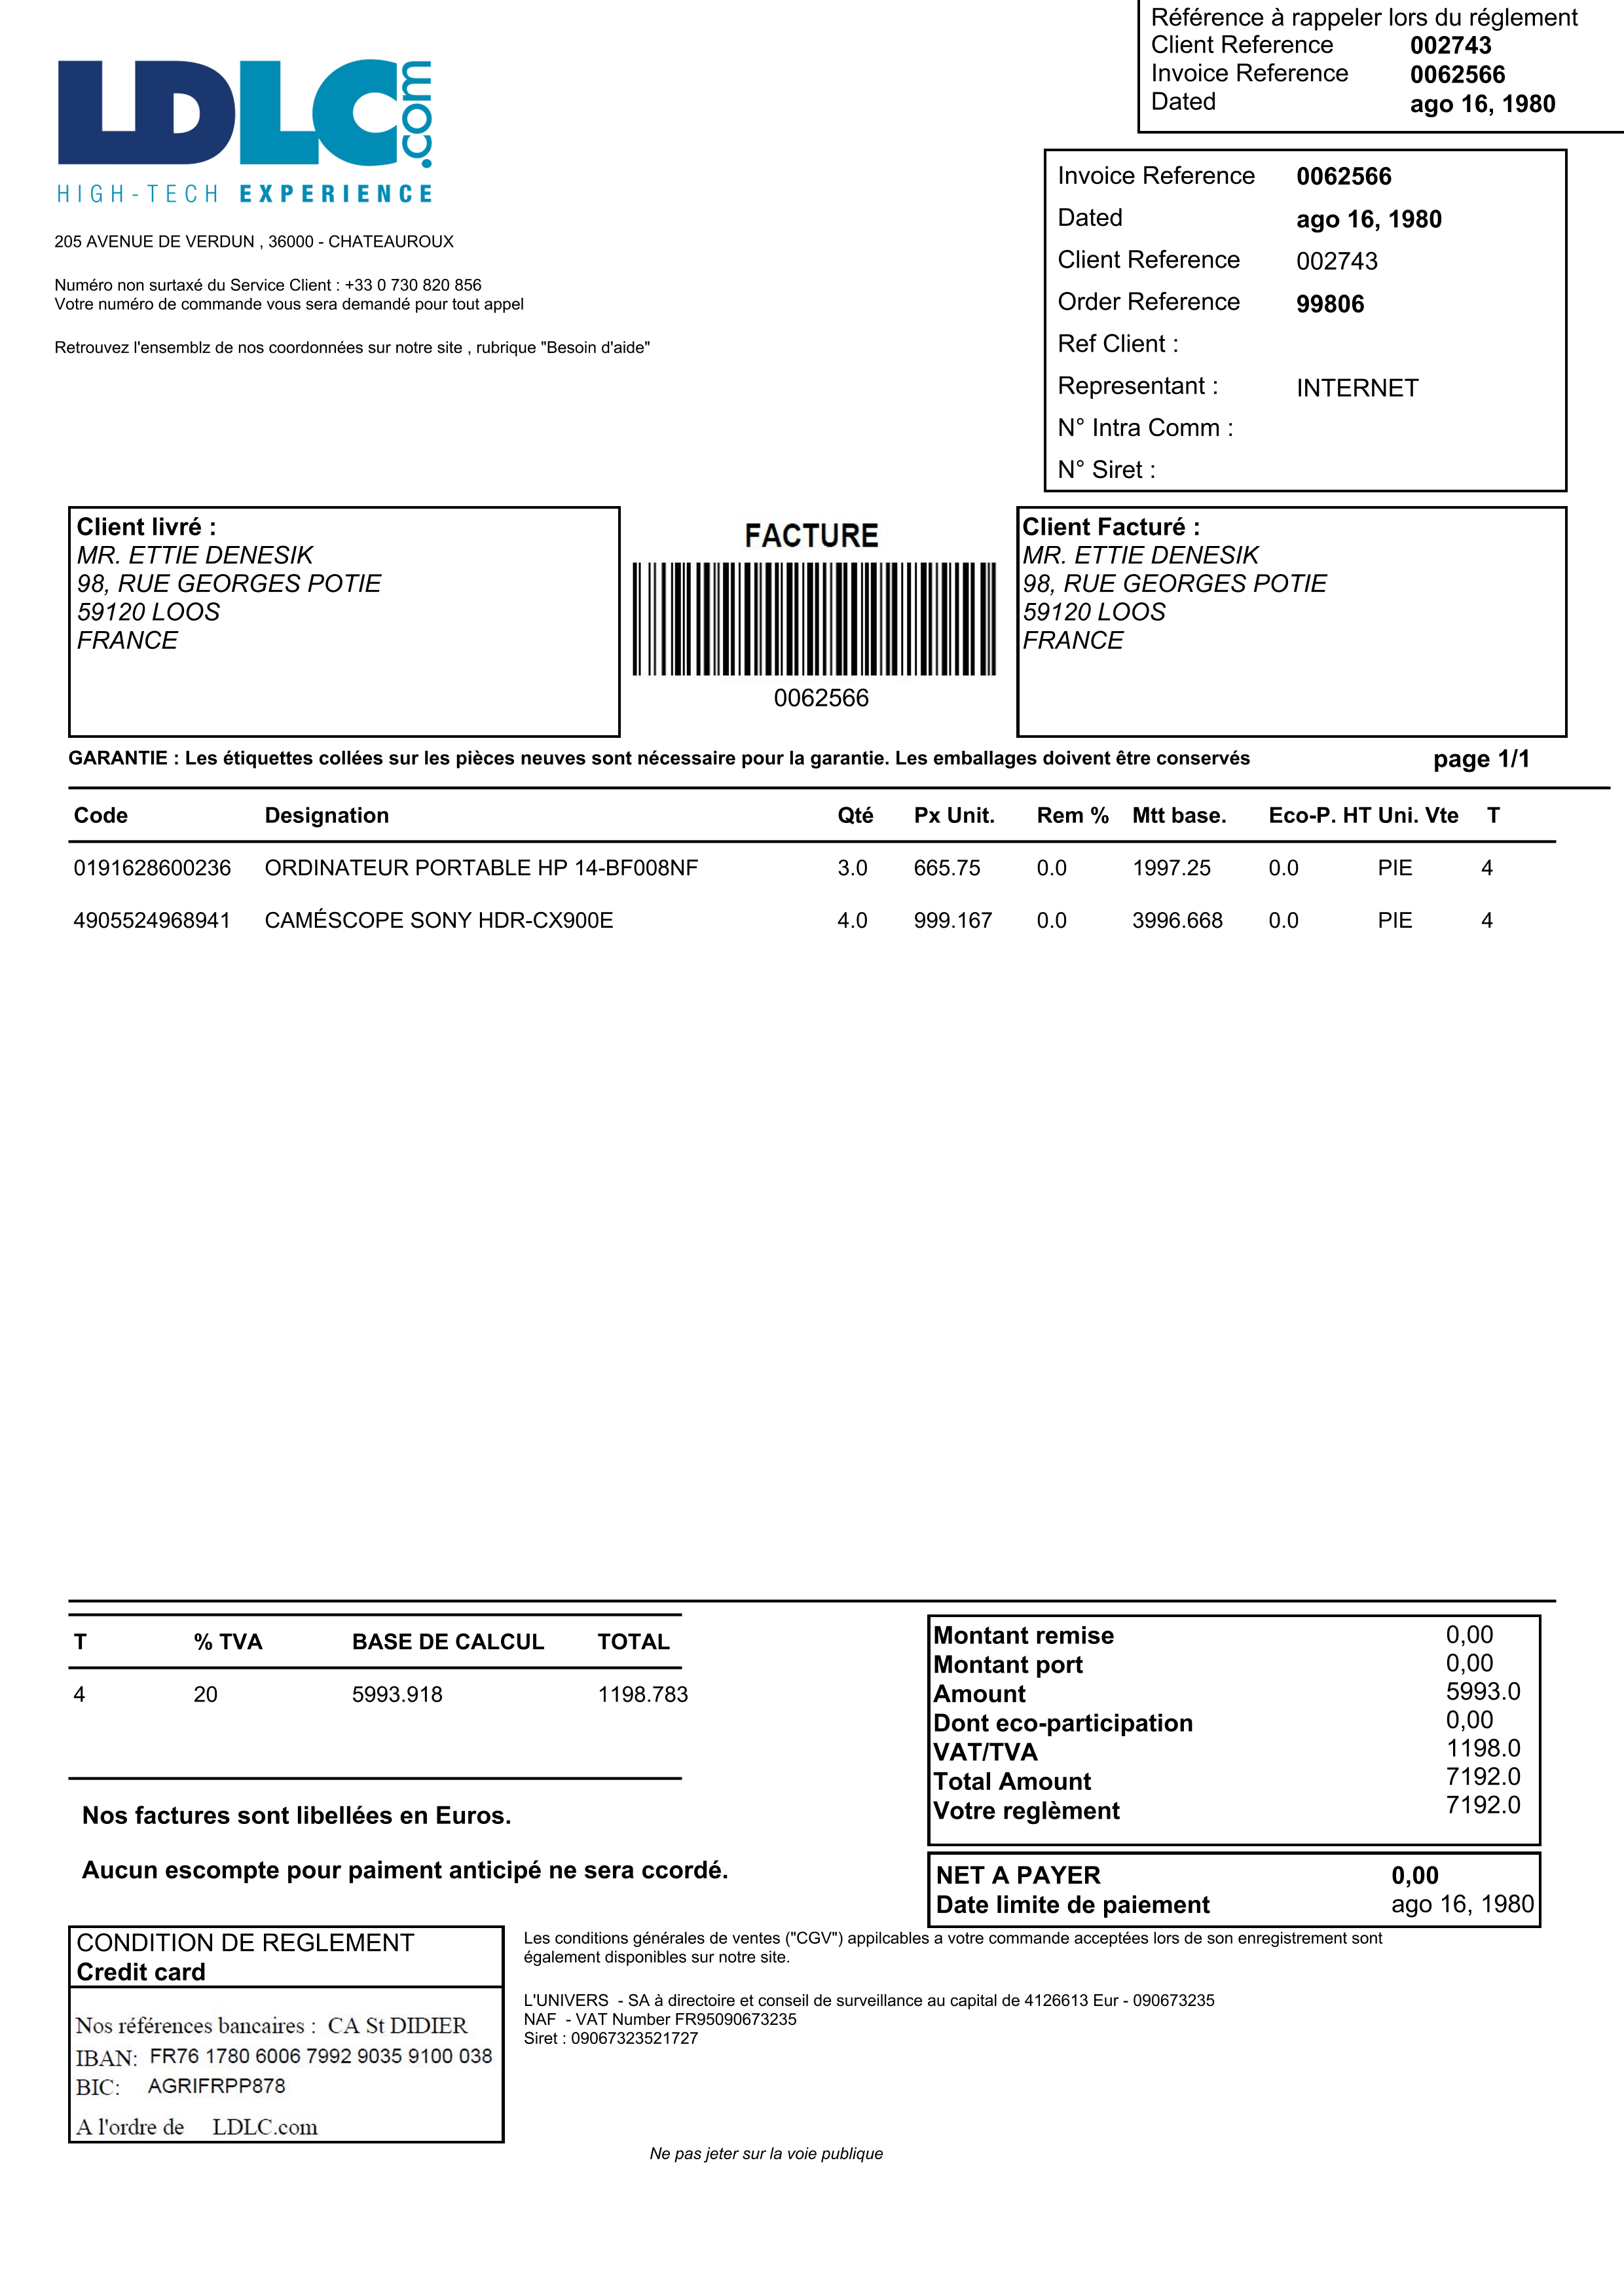 Référence à rappeler lors du réglement
Client Reference 002743
Invoice Reference 0062566
Dated ago 16, 1980
LDLC.com
HIGH-TECH EXPERIENCE
205 AVENUE DE VERDUN , 36000 - CHATEAUROUX
Numéro non surtaxé du Service Client : +33 0 730 820 856
Votre numéro de commande vous sera demandé pour tout appel
Retrouvez l'ensemblz de nos coordonnées sur notre site , rubrique "Besoin d'aide"
Invoice Reference 0062566
Dated ago 16, 1980
Client Reference 002743
Order Reference 99806
Ref Client :
Representant : INTERNET
N° Intra Comm :
N° Siret :
Client livré :
MR. ETTIE DENESIK
98, RUE GEORGES POTIE
59120 LOOS
FRANCE
FACTURE
0062566
Client Facturé :
MR. ETTIE DENESIK
98, RUE GEORGES POTIE
59120 LOOS
FRANCE
GARANTIE : Les étiquettes collées sur les pièces neuves sont nécessaire pour la garantie. Les emballages doivent être conservés page 1/1
Code Designation Qté Px Unit. Rem % Mtt base. Eco-P. HT Uni. Vte T
0191628600236 ORDINATEUR PORTABLE HP 14-BF008NF 3.0 665.75 0.0 1997.25 0.0 PIE 4
4905524968941 CAMÉSCOPE SONY HDR-CX900E 4.0 999.167 0.0 3996.668 0.0 PIE 4
T % TVA BASE DE CALCUL TOTAL
4 20 5993.918 1198.783
Nos factures sont libellées en Euros.
Aucun escompte pour paiment anticipé ne sera ccordé.
Montant remise 0,00
Montant port 0,00
Amount 5993.0
Dont eco-participation 0,00
VAT/TVA 1198.0
Total Amount 7192.0
Votre reglèment 7192.0
NET A PAYER 0,00
Date limite de paiement ago 16, 1980
CONDITION DE REGLEMENT
Credit card
Nos références bancaires : CA St DIDIER
IBAN: FR76 1780 6006 7992 9035 9100 038
BIC: AGRIFRPP878
A l'ordre de LDLC.com
Les conditions générales de ventes ("CGV") appilcables a votre commande acceptées lors de son enregistrement sont
également disponibles sur notre site.
L'UNIVERS - SA à directoire et conseil de surveillance au capital de 4126613 Eur - 090673235
NAF - VAT Number FR95090673235
Siret : 09067323521727
Ne pas jeter sur la voie publique